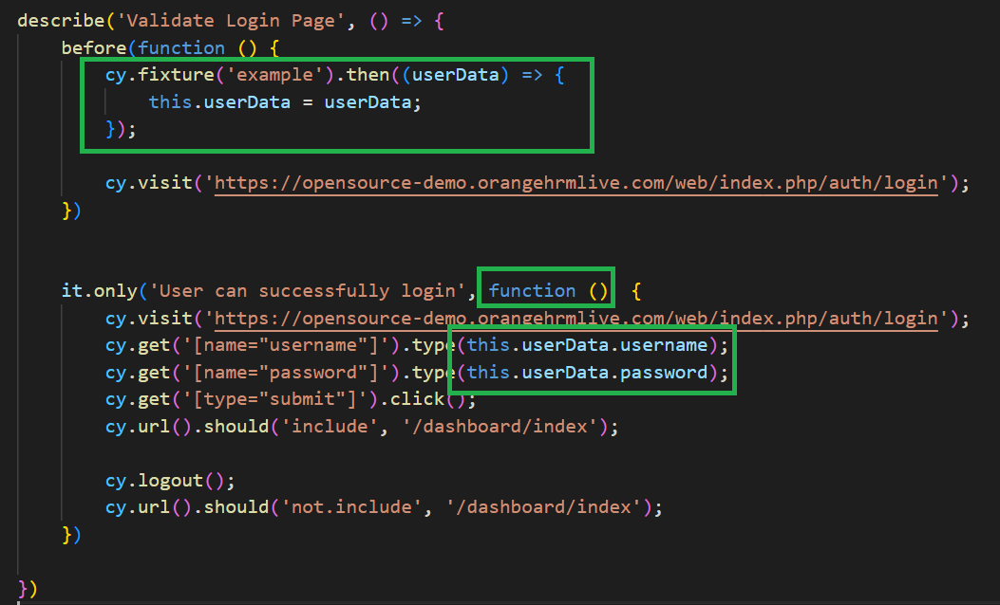 describe('Validate Login Page', () => {
before(function () {
cy.fixture('example').then((userData) => {
this.userData = userData;
});
cy.visit('https://opensource-demo.orangehrmlive.com/web/index.php/auth/login');
})
it.only('User can successfully login', function () {
cy.visit('https://opensource-demo.orangehrmlive.com/web/index.php/auth/login');
cy.get('[name="username"]').type(this.userData.username);
cy.get('[name="password"]').type(this.userData.password);
cy.get('[type="submit"]').click();
cy.url().should('include', '/dashboard/index');
cy.logout();
cy.url().should('not.include', '/dashboard/index');
})
})